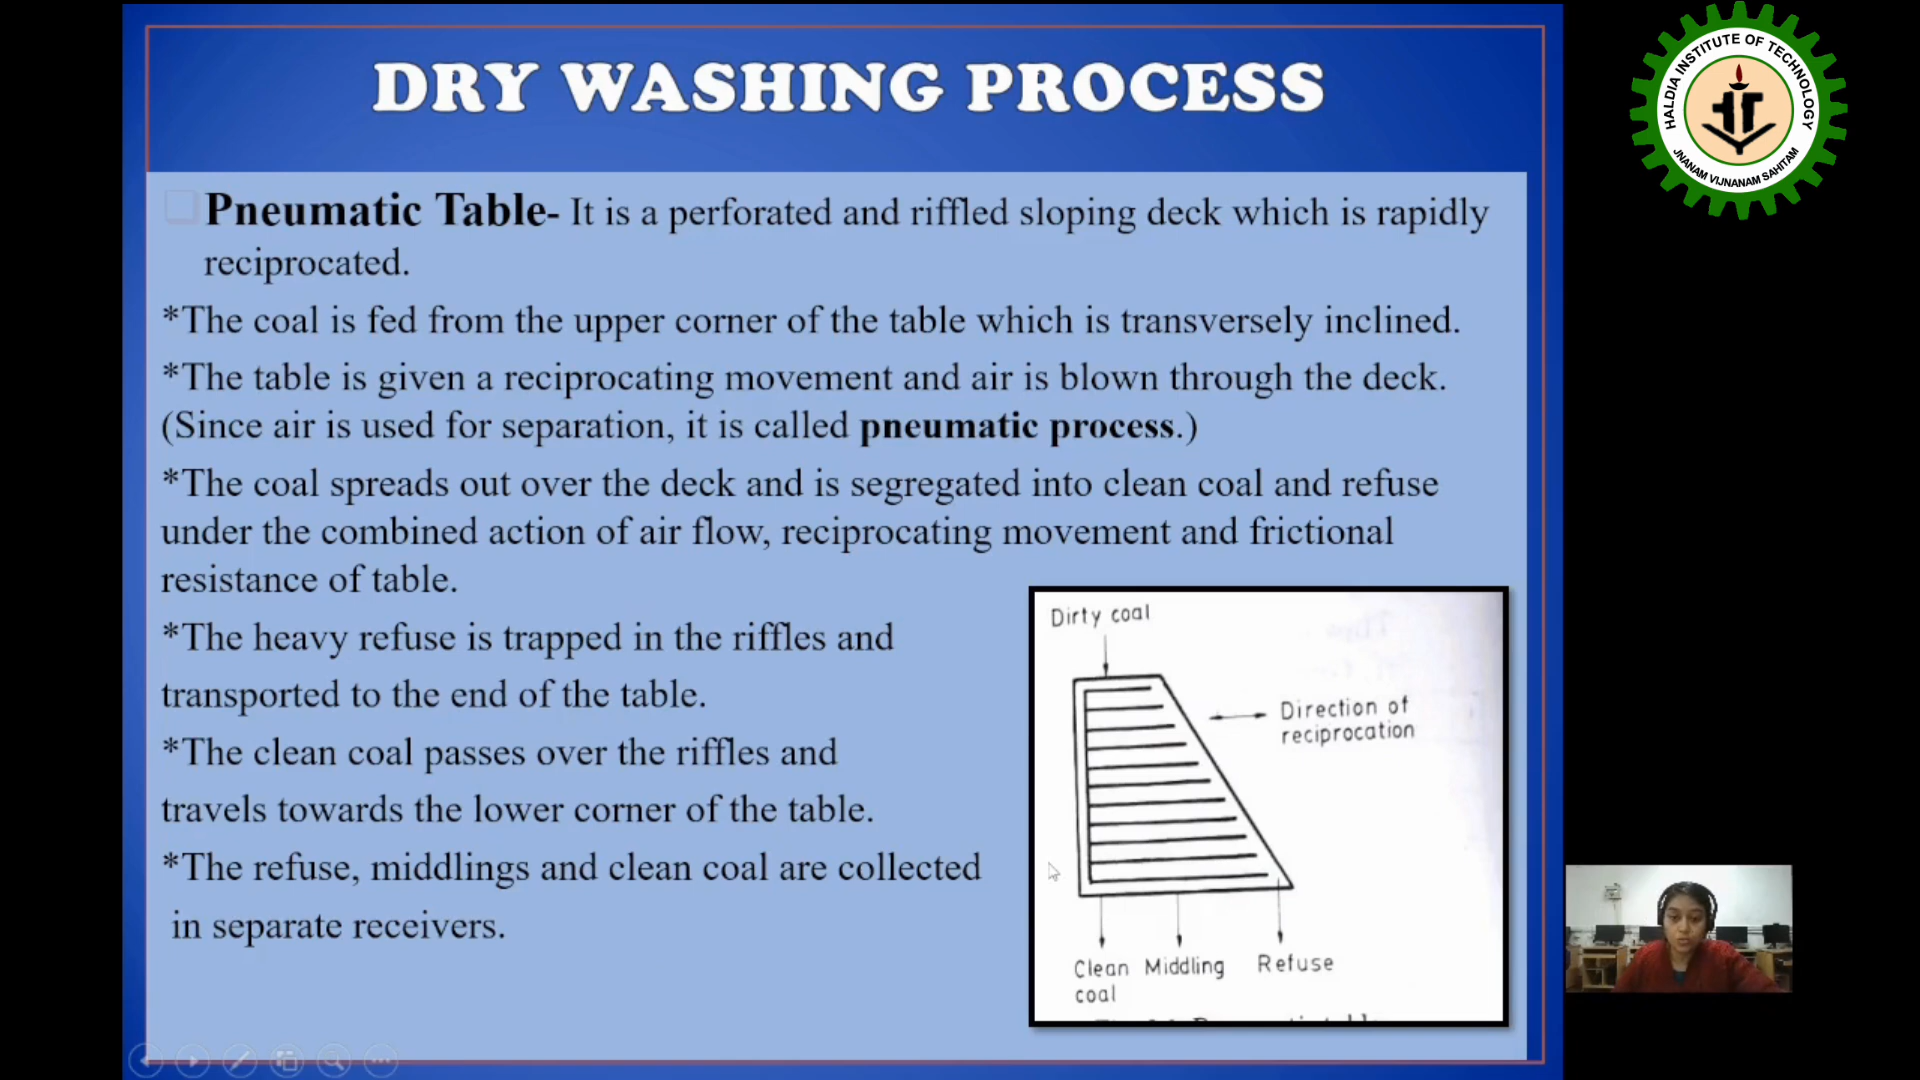 DRY WASHING PROCESS
Pneumatic Table- It is a perforated and riffled sloping deck which is rapidly
reciprocated.
*The coal is fed from the upper corner of the table which is transversely inclined.
*The table is given a reciprocating movement and air is blown through the deck.
(Since air is used for separation, it is called pneumatic process.)
*The coal spreads out over the deck and is segregated into clean coal and refuse
under the combined action of air flow, reciprocating movement and frictional
resistance of table.
*The heavy refuse is trapped in the riffles and
transported to the end of the table.
*The clean coal passes over the riffles and
travels towards the lower corner of the table.
*The refuse, middlings and clean coal are collected
in separate receivers.
Dirty coal
Direction of
reciprocation
Clean Middling Refuse
coal
HALDIA INSTITUTE OF TECHNOLOGY
JNANAM VIJNANAM SAHITAM